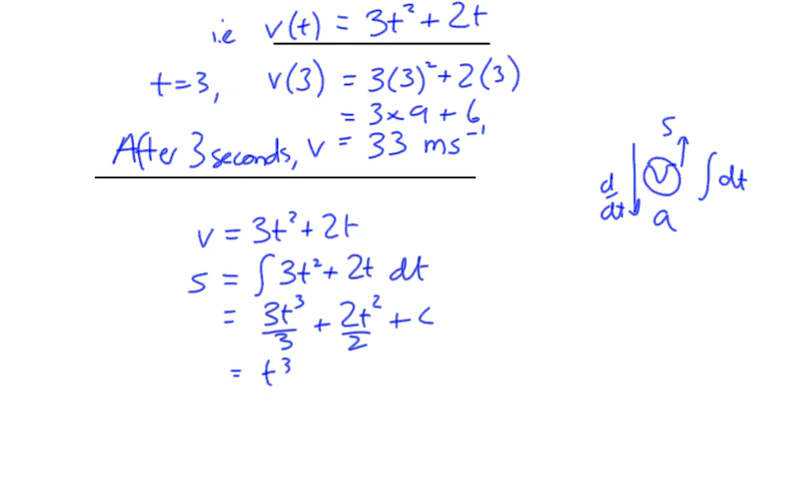 i.e v(t) = 3t² + 2t
t=3, v(3) = 3(3)² + 2(3)
= 3×9 + 6
After 3 seconds, v = 33 ms⁻¹
v = 3t² + 2t
s = ∫ 3t² + 2t dt
= 3t³/3 + 2t²/2 + c
= t³
s
d/dt v ∫dt
a